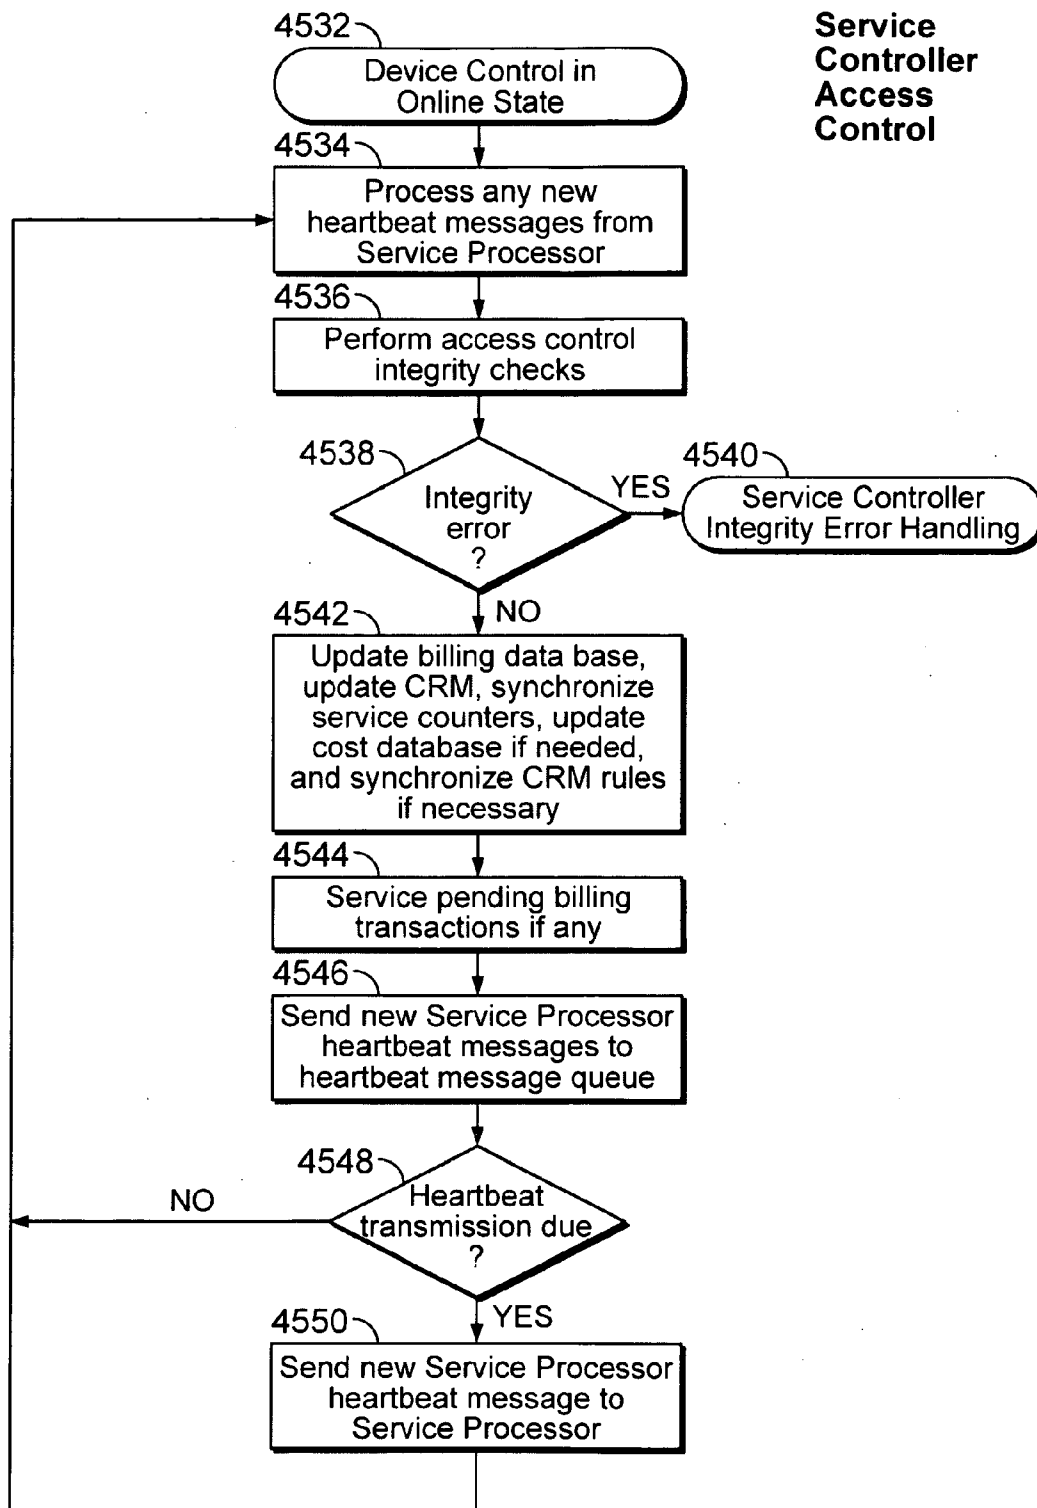 Service
Controller
Access
Control
4532
Device Control in
Online State
4534
Process any new
heartbeat messages from
Service Processor
4536
Perform access control
integrity checks
4538
Integrity
error
?
YES
4540
Service Controller
Integrity Error Handling
NO
4542
Update billing data base,
update CRM, synchronize
service counters, update
cost database if needed,
and synchronize CRM rules
if necessary
4544
Service pending billing
transactions if any
4546
Send new Service Processor
heartbeat messages to
heartbeat message queue
4548
Heartbeat
transmission due
?
NO
YES
4550
Send new Service Processor
heartbeat message to
Service Processor